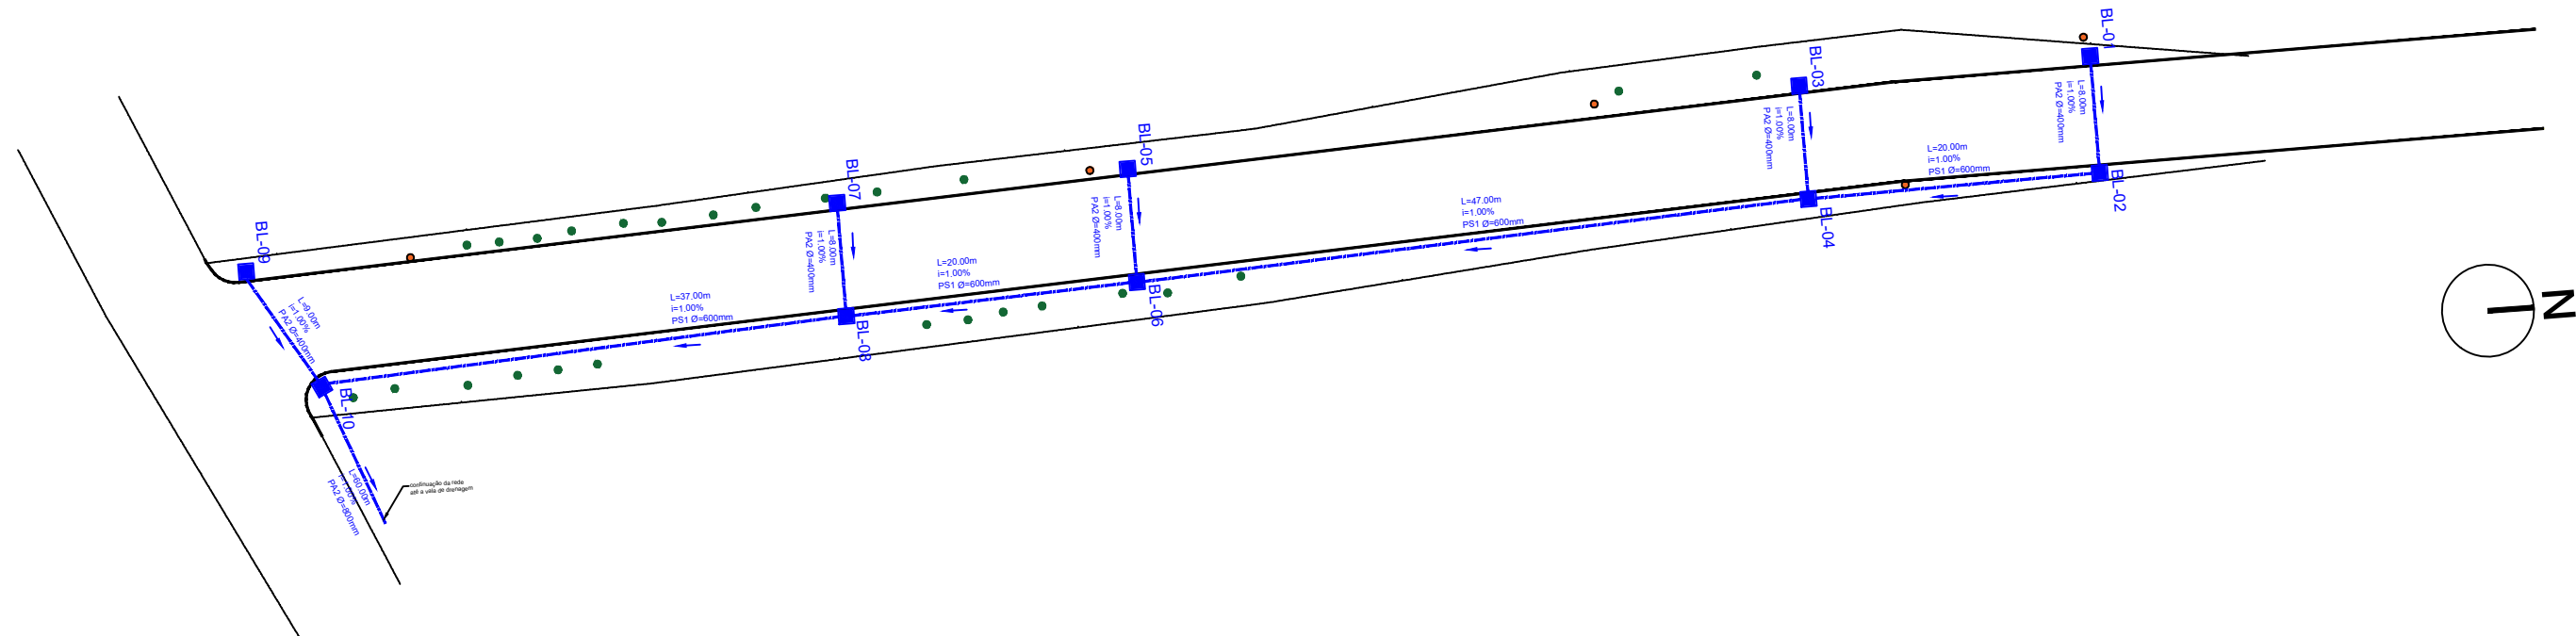 BL-01
L=8.00m
i=1.00%
PA2 Ø=400mm
BL-02
L=20.00m
i=1.00%
PS1 Ø=600mm
BL-03
L=8.00m
i=1.00%
PA2 Ø=400mm
BL-04
L=47.00m
i=1.00%
PS1 Ø=600mm
BL-05
L=8.00m
i=1.00%
PA2 Ø=400mm
BL-06
L=20.00m
i=1.00%
PS1 Ø=600mm
BL-07
L=8.00m
i=1.00%
PA2 Ø=400mm
BL-08
L=37.00m
i=1.00%
PS1 Ø=600mm
BL-09
L=9.00m
i=1.00%
PA2 Ø=400mm
BL-10
L=60.00m
i=1.00%
PA2 Ø=800mm
continuação da rede
até a vala de drenagem
N